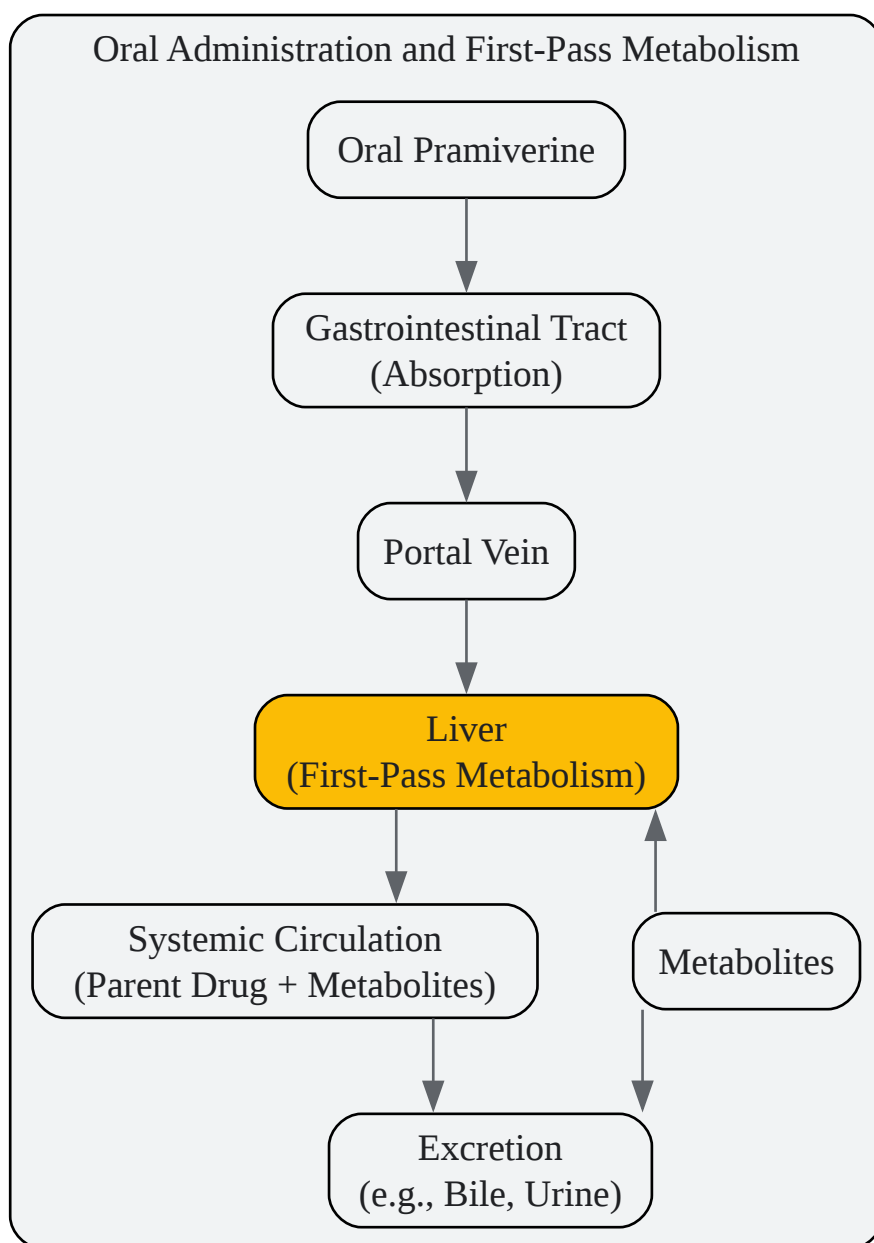 Oral Administration and First-Pass Metabolism
Oral Pramiverine
Gastrointestinal Tract
(Absorption)
Portal Vein
Liver
(First-Pass Metabolism)
Systemic Circulation
(Parent Drug + Metabolites)
Metabolites
Excretion
(e.g., Bile, Urine)